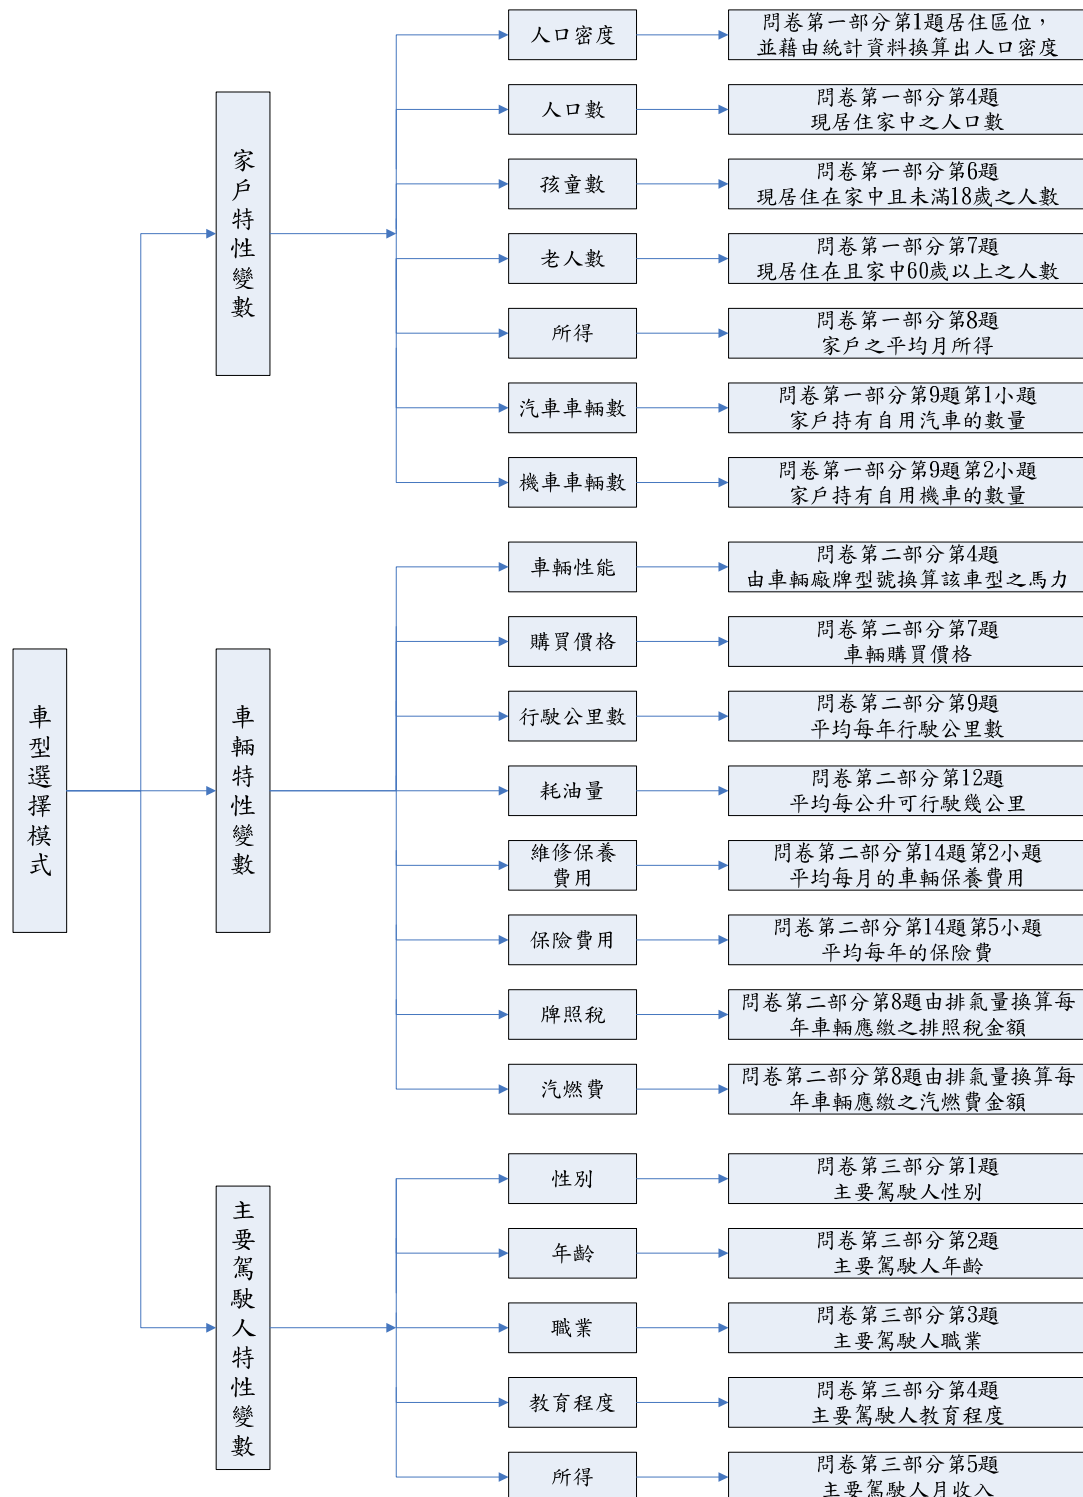 車型選擇模式
家戶特性變數
人口密度
問卷第一部分第1題居住區位，
並藉由統計資料換算出人口密度
人口數
問卷第一部分第4題
現居住家中之人口數
孩童數
問卷第一部分第6題
現居住在家中且未滿18歲之人數
老人數
問卷第一部分第7題
現居住在且家中60歲以上之人數
所得
問卷第一部分第8題
家戶之平均月所得
汽車車輛數
問卷第一部分第9題第1小題
家戶持有自用汽車的數量
機車車輛數
問卷第一部分第9題第2小題
家戶持有自用機車的數量
車輛特性變數
車輛性能
問卷第二部分第4題
由車輛廠牌型號換算該車型之馬力
購買價格
問卷第二部分第7題
車輛購買價格
行駛公里數
問卷第二部分第9題
平均每年行駛公里數
耗油量
問卷第二部分第12題
平均每公升可行駛幾公里
維修保養
費用
問卷第二部分第14題第2小題
平均每月的車輛保養費用
保險費用
問卷第二部分第14題第5小題
平均每年的保險費
牌照稅
問卷第二部分第8題由排氣量換算每
年車輛應繳之排照稅金額
汽燃費
問卷第二部分第8題由排氣量換算每
年車輛應繳之汽燃費金額
主要駕駛人特性變數
性別
問卷第三部分第1題
主要駕駛人性別
年齡
問卷第三部分第2題
主要駕駛人年齡
職業
問卷第三部分第3題
主要駕駛人職業
教育程度
問卷第三部分第4題
主要駕駛人教育程度
所得
問卷第三部分第5題
主要駕駛人月收入